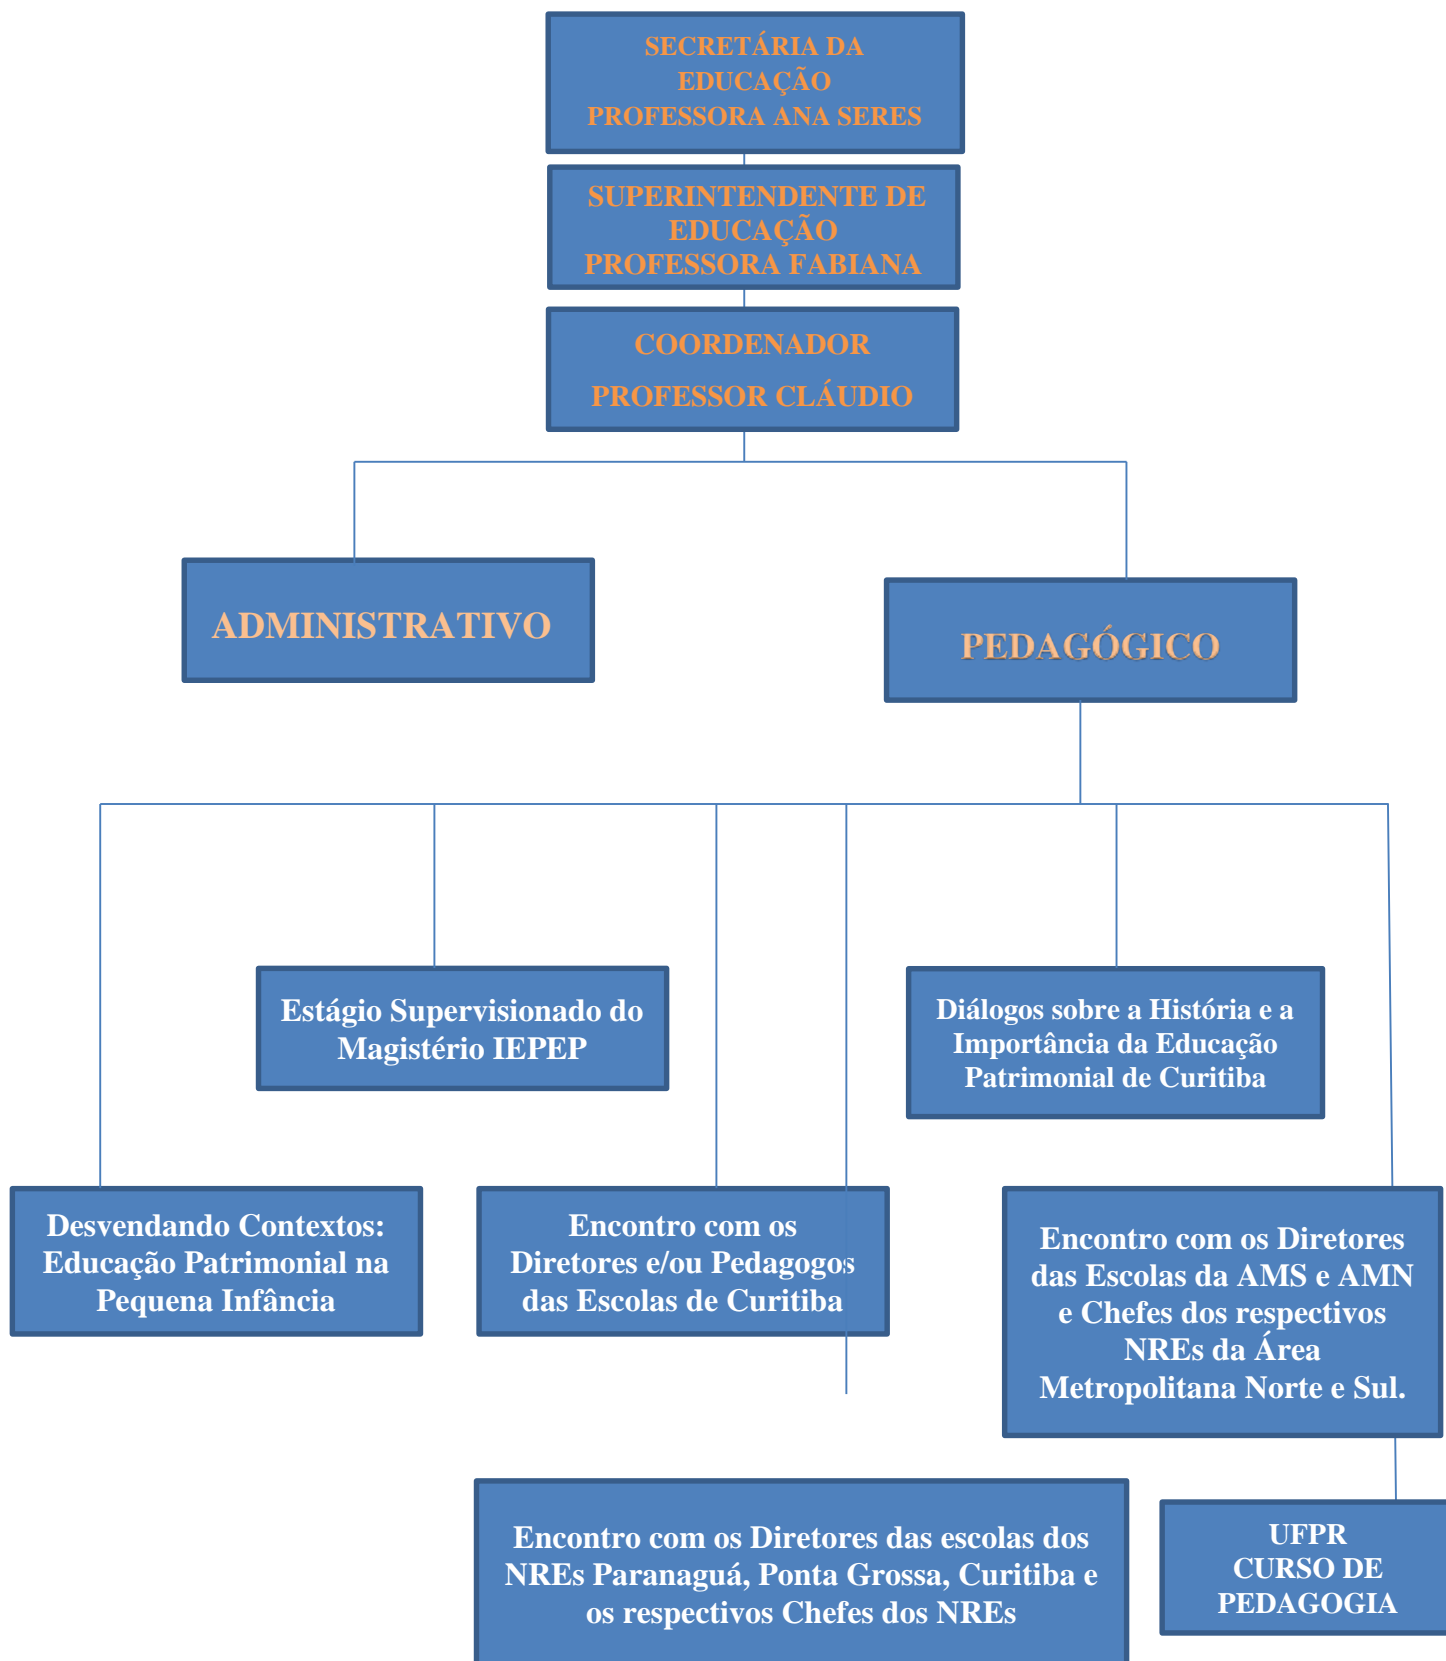 SECRETÁRIA DA
EDUCAÇÃO
PROFESSORA ANA SERES
SUPERINTENDENTE DE
EDUCAÇÃO
PROFESSORA FABIANA
COORDENADOR
PROFESSOR CLÁUDIO
ADMINISTRATIVO
PEDAGÓGICO
Estágio Supervisionado do
Magistério IEPEP
Diálogos sobre a História e a
Importância da Educação
Patrimonial de Curitiba
Desvendando Contextos:
Educação Patrimonial na
Pequena Infância
Encontro com os
Diretores e/ou Pedagogos
das Escolas de Curitiba
Encontro com os Diretores
das Escolas da AMS e AMN
e Chefes dos respectivos
NREs da Área
Metropolitana Norte e Sul.
Encontro com os Diretores das escolas dos
NREs Paranaguá, Ponta Grossa, Curitiba e
os respectivos Chefes dos NREs
UFPR
CURSO DE
PEDAGOGIA